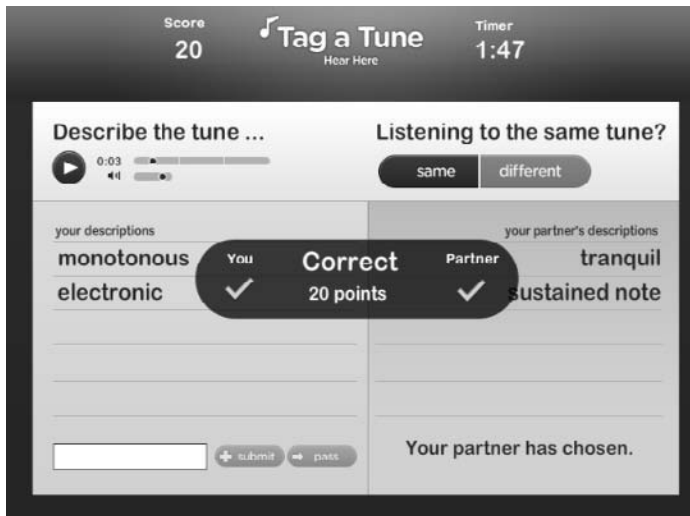 Score
20
Tag a Tune
Hear Here
Timer
1:47
Describe the tune ...
0:03
Listening to the same tune?
same different
your descriptions
monotonous
electronic
You Correct Partner
20 points
your partner's descriptions
tranquil
sustained note
submit pass
Your partner has chosen.